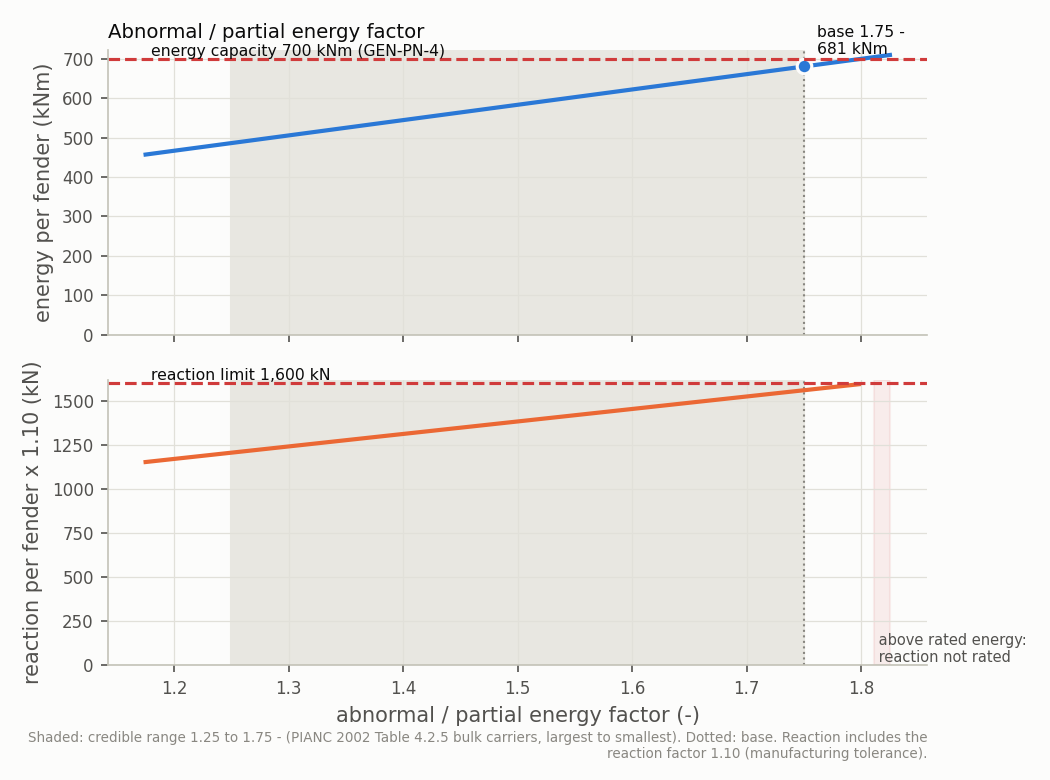 Abnormal / partial energy factor
base 1.75 -
681 kNm
energy capacity 700 kNm (GEN-PN-4)
energy per fender (kNm)
700
600
500
400
300
200
100
0
reaction limit 1,600 kN
reaction per fender x 1.10 (kN)
1500
1250
1000
750
500
250
0
above rated energy:
reaction not rated
1.2 1.3 1.4 1.5 1.6 1.7 1.8
abnormal / partial energy factor (-)
Shaded: credible range 1.25 to 1.75 - (PIANC 2002 Table 4.2.5 bulk carriers, largest to smallest). Dotted: base. Reaction includes the
reaction factor 1.10 (manufacturing tolerance).